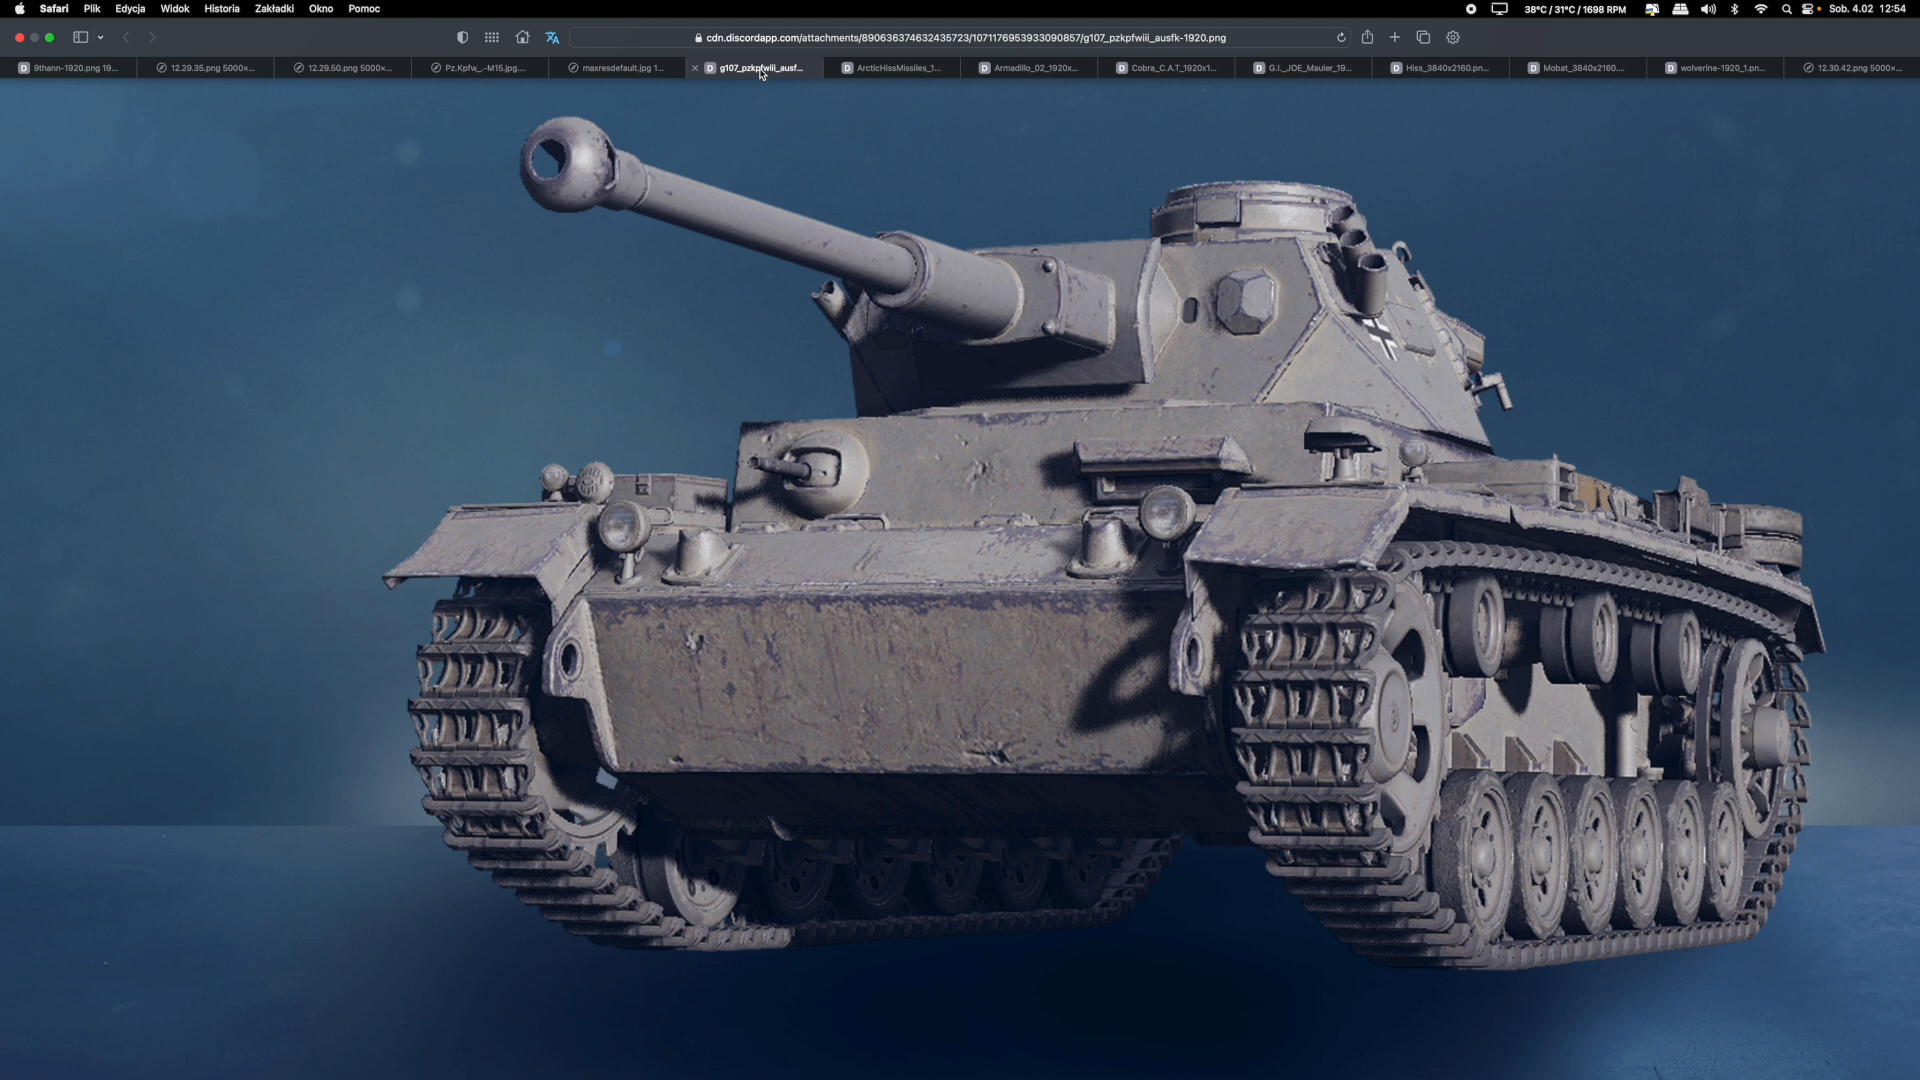 Safari Plik Edycja Widok Historia Zakładki Okno Pomoc 38°C / 31°C / 1698 RPM Sob. 4.02 12:54
cdn.discordapp.com/attachments/890636374632435723/1071176953933090857/g107_pzkpfwiii_ausfk-1920.png
9thann-1920.png 19... 12.29.35.png 5000×... 12.29.50.png 5000×... Pz.Kpfw_.-M15.jpg.... maxresdefault.jpg 1... g107_pzkpfwiii_ausf... ArcticHissMissiles_1... Armadillo_02_1920x... Cobra_C.A.T_1920x1... G.I._JOE_Mauler_19... Hiss_3840x2160.pn... Mobat_3840x2160.... wolverine-1920_1.pn... 12.30.42.png 5000×...